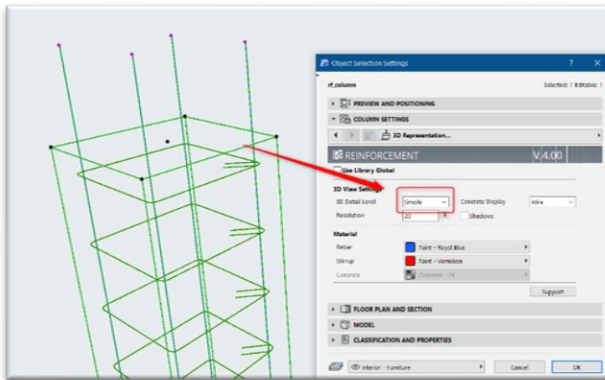 Object Selection Settings
? X
rf_column
Selected: 1 Editable: 1
PREVIEW AND POSITIONING
COLUMN SETTINGS
3D Representation...
REINFORCEMENT V.4.00
Use Library Global
3D View Settings
3D Detail Level Simple Concrete Display Wire
Resolution 20 Shadows
Material
Rebar Paint - Royal Blue
Stirrup Paint - Vermilion
Concrete Concrete - 04
Support
FLOOR PLAN AND SECTION
MODEL
CLASSIFICATION AND PROPERTIES
Interior - Furniture Cancel OK